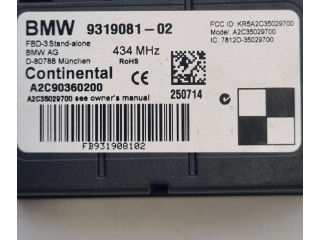 BMW 9319081-02
FCC ID: KR5A2C35029700
Model: A2C35029700
IC: 7812D-35029700
FBD-3 Stand-alone
BMW AG
D-80788 München
434 MHz
RoHS
Continental
A2C90360200
A2C35029700 see owner's manual
250714
FB931908102